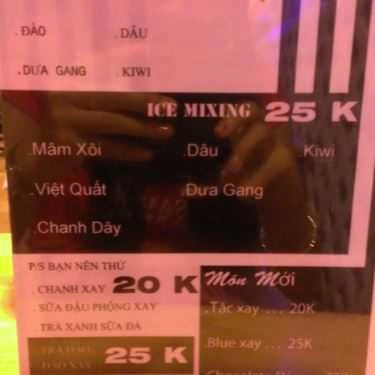 .ĐÀO .DÂU
.DƯA GANG .KIWI
ICE MIXING 25 K
.Mâm Xôi .Dâu .Kiwi
.Việt Quất .Dưa Gang
.Chanh Dây
P/S BẠN NÊN THỬ
CHANH XAY 20 K
SỮA ĐẬU PHỘNG XAY
TRÀ XANH SỮA ĐÁ
25 K
Món Mới
.Tắc xay ... 20K
.Blue xay ... 25K